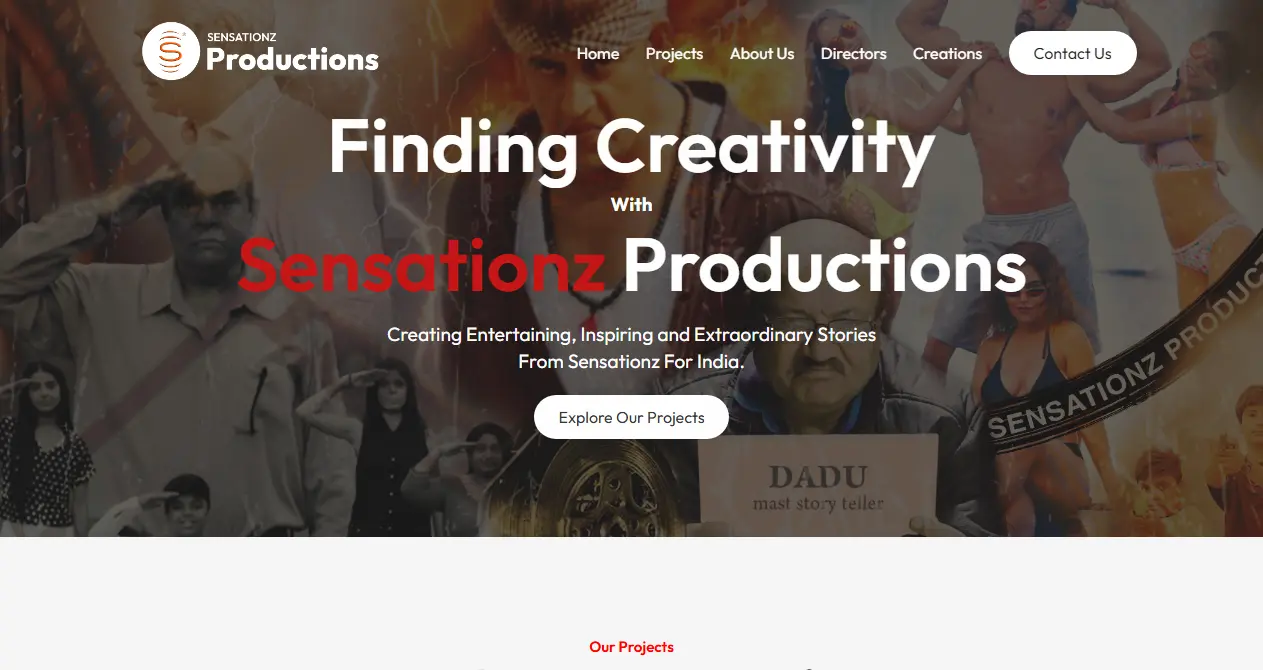 SENSATIONZ
Productions
Home
Projects
About Us
Directors
Creations
Contact Us
Finding Creativity
With
Sensationz Productions
Creating Entertaining, Inspiring and Extraordinary Stories
From Sensationz For India.
Explore Our Projects
SENSATIONZ PRODUC
DADU
mast story teller
Our Projects